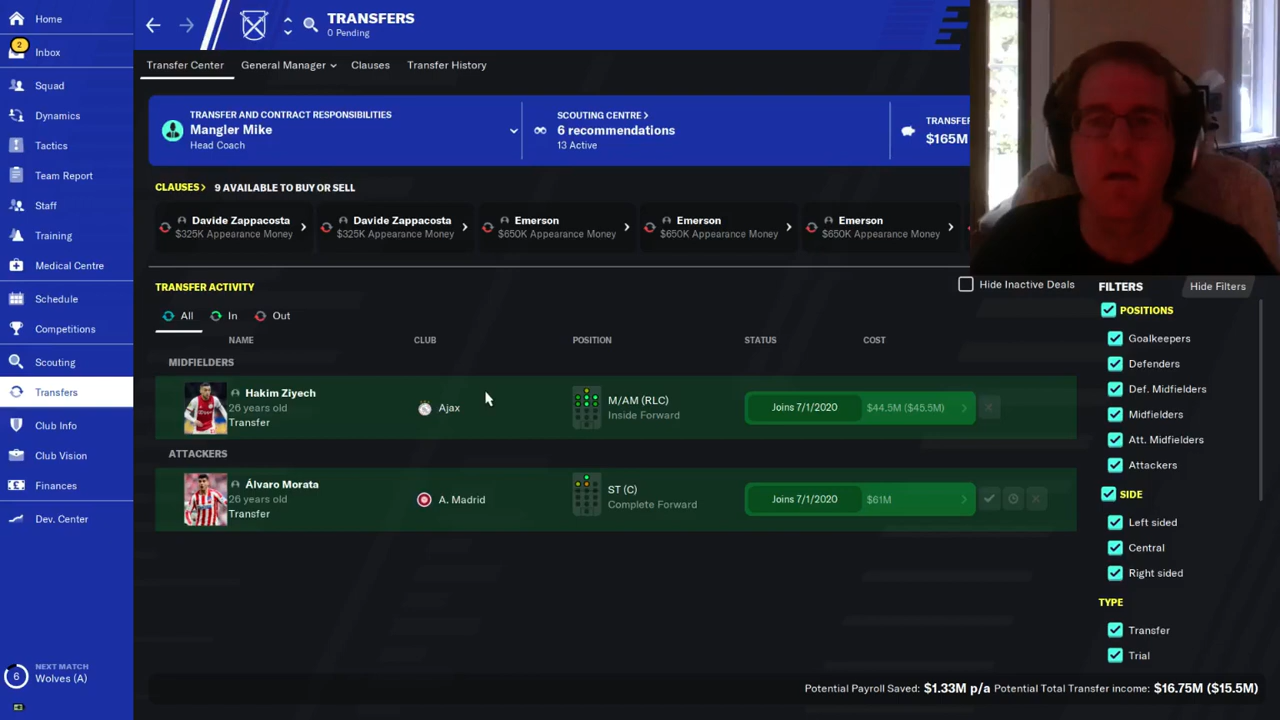 Home
2
Inbox
Squad
Dynamics
Tactics
Team Report
Staff
Training
Medical Centre
Schedule
Competitions
Scouting
Transfers
Club Info
Club Vision
Finances
Dev. Center
6
NEXT MATCH
Wolves (A)
TRANSFERS
0 Pending
Transfer Center
General Manager
Clauses
Transfer History
TRANSFER AND CONTRACT RESPONSIBILITIES
Mangler Mike
Head Coach
SCOUTING CENTRE >
6 recommendations
13 Active
TRANSFER
$165M
CLAUSES > 9 AVAILABLE TO BUY OR SELL
Davide Zappacosta
$325K Appearance Money
Davide Zappacosta
$325K Appearance Money
Emerson
$650K Appearance Money
Emerson
$650K Appearance Money
Emerson
$650K Appearance Money
TRANSFER ACTIVITY
Hide Inactive Deals
All In Out
NAME CLUB POSITION STATUS COST
MIDFIELDERS
Hakim Ziyech
26 years old
Transfer
Ajax
M/AM (RLC)
Inside Forward
Joins 7/1/2020
$44.5M ($45.5M)
ATTACKERS
Álvaro Morata
26 years old
Transfer
A. Madrid
ST (C)
Complete Forward
Joins 7/1/2020
$61M
FILTERS
Hide Filters
POSITIONS
Goalkeepers
Defenders
Def. Midfielders
Midfielders
Att. Midfielders
Attackers
SIDE
Left sided
Central
Right sided
TYPE
Transfer
Trial
Potential Payroll Saved: $1.33M p/a Potential Total Transfer income: $16.75M ($15.5M)